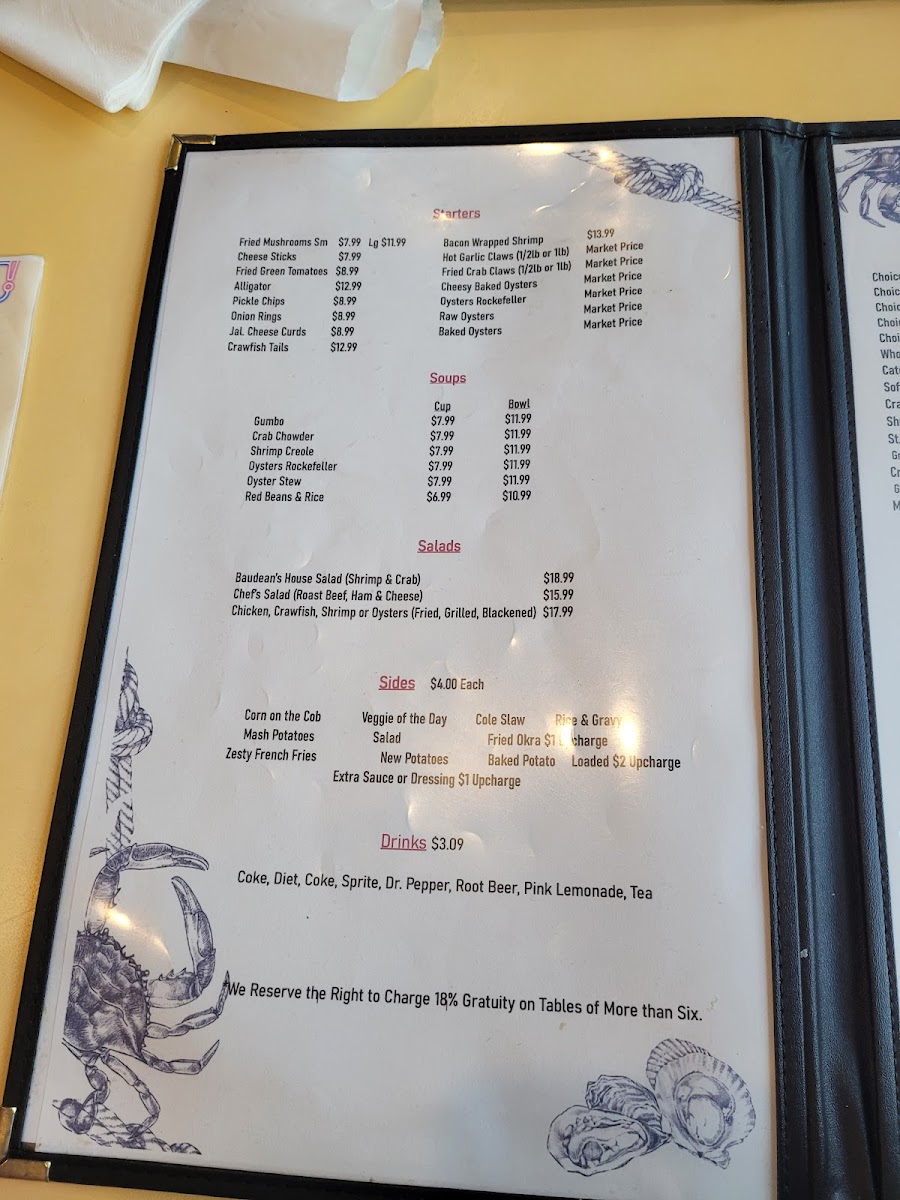 Starters
Fried Mushrooms Sm $7.99 Lg $11.99
Cheese Sticks $7.99
Fried Green Tomatoes $8.99
Alligator $12.99
Pickle Chips $8.99
Onion Rings $8.99
Jal. Cheese Curds $8.99
Crawfish Tails $12.99
Bacon Wrapped Shrimp $13.99
Hot Garlic Claws (1/2lb or 1lb) Market Price
Fried Crab Claws (1/2lb or 1lb) Market Price
Cheesy Baked Oysters Market Price
Oysters Rockefeller Market Price
Raw Oysters Market Price
Baked Oysters Market Price
Soups
Cup Bowl
Gumbo $7.99 $11.99
Crab Chowder $7.99 $11.99
Shrimp Creole $7.99 $11.99
Oysters Rockefeller $7.99 $11.99
Oyster Stew $7.99 $11.99
Red Beans & Rice $6.99 $10.99
Salads
Baudean's House Salad (Shrimp & Crab) $18.99
Chef's Salad (Roast Beef, Ham & Cheese) $15.99
Chicken, Crawfish, Shrimp or Oysters (Fried, Grilled, Blackened) $17.99
Sides $4.00 Each
Corn on the Cob Veggie of the Day Cole Slaw Rice & Gravy
Mash Potatoes Salad Fried Okra $1 Upcharge
Zesty French Fries New Potatoes Baked Potato Loaded $2 Upcharge
Extra Sauce or Dressing $1 Upcharge
Drinks $3.09
Coke, Diet, Coke, Sprite, Dr. Pepper, Root Beer, Pink Lemonade, Tea
*We Reserve the Right to Charge 18% Gratuity on Tables of More than Six.